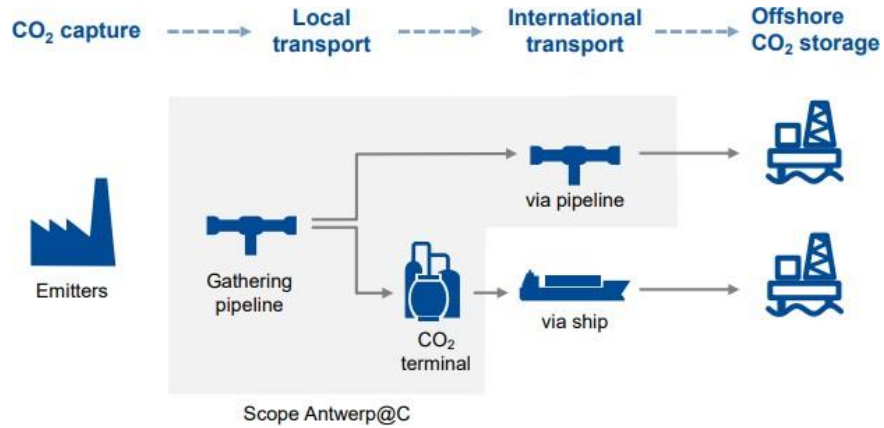 CO₂ capture
Local
transport
International
transport
Offshore
CO₂ storage
via pipeline
Emitters
Gathering
pipeline
CO₂
terminal
via ship
Scope Antwerp@C